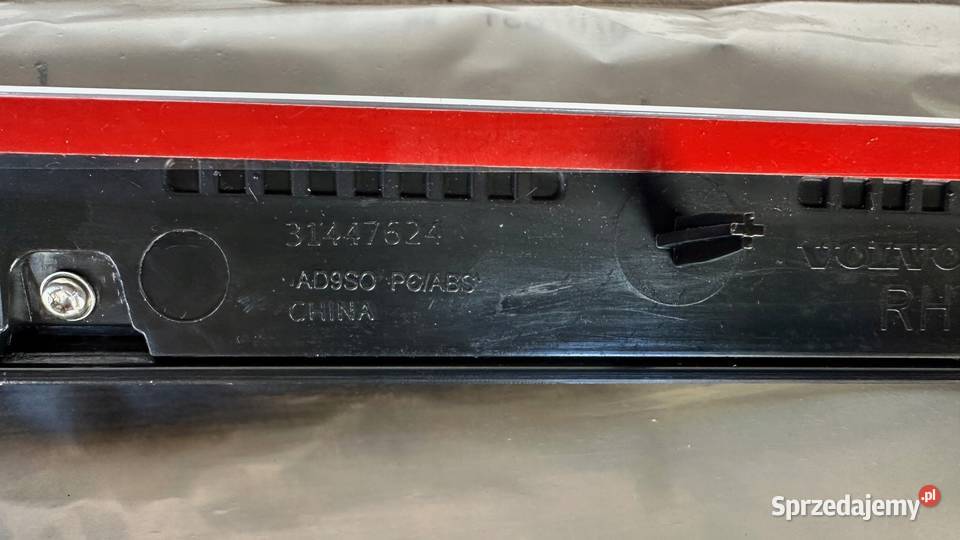 31447624
AD9SO PC/ABS
CHINA
VOLVO
RH
Sprzedajemy.pl